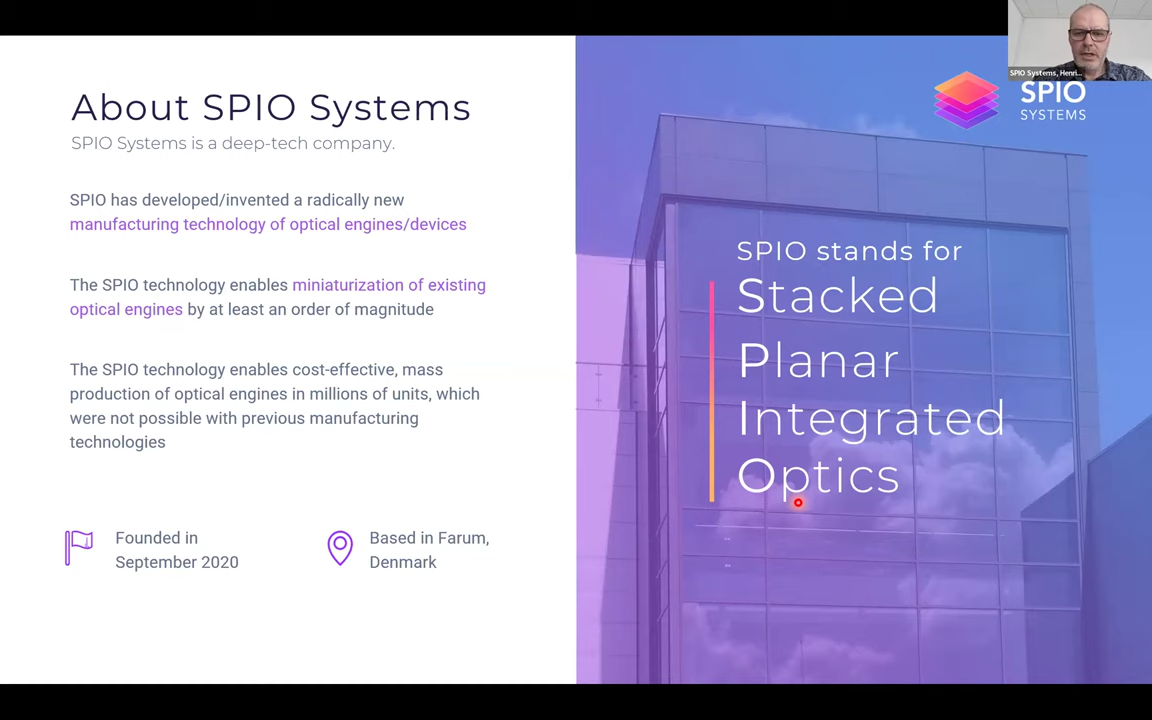 About SPIO Systems
SPIO Systems is a deep-tech company.
SPIO has developed/invented a radically new
manufacturing technology of optical engines/devices
The SPIO technology enables miniaturization of existing
optical engines by at least an order of magnitude
The SPIO technology enables cost-effective, mass
production of optical engines in millions of units, which
were not possible with previous manufacturing
technologies
Founded in
September 2020
Based in Farum,
Denmark
SPIO Systems, Henri...
SPIO
SYSTEMS
SPIO stands for
Stacked
Planar
Integrated
Optics